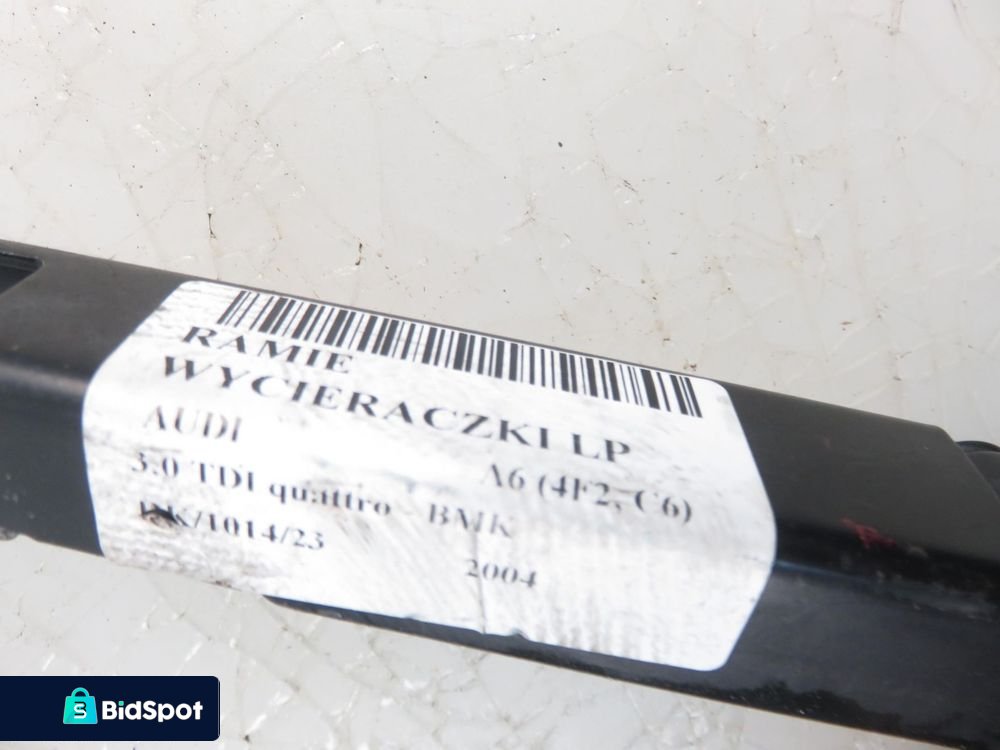 RAMIE
WYCIERACZKI LP
AUDI
A6 (4F2, C6)
3.0 TDI quattro - BMK
/1014/23
2004
BidSpot